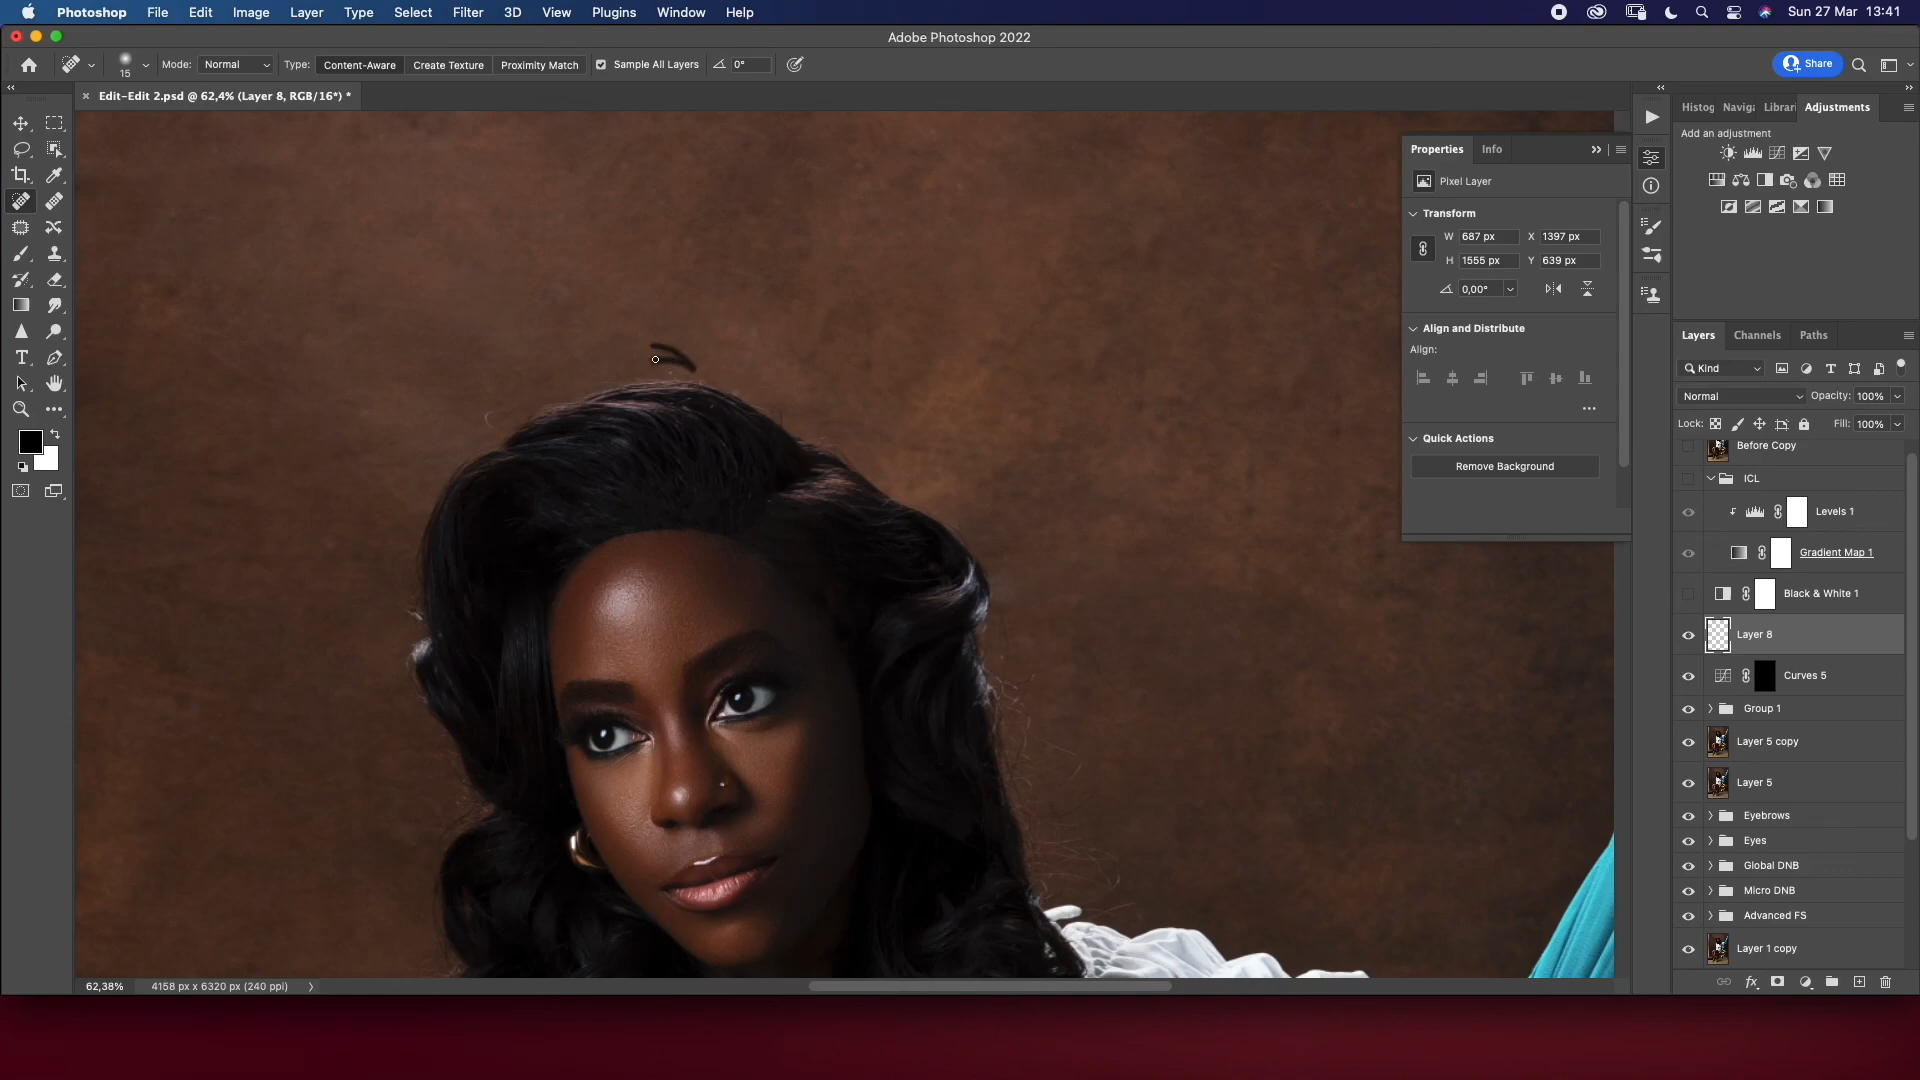 Photoshop File Edit Image Layer Type Select Filter 3D View Plugins Window Help Sun 27 Mar 13:41
Adobe Photoshop 2022
15 Mode: Normal Type: Content-Aware Create Texture Proximity Match Sample All Layers 0° Share
Edit-Edit 2.psd @ 62,4% (Layer 8, RGB/16*) *
Histog Naviga Librari Adjustments
Add an adjustment
Properties Info
Pixel Layer
Transform
W 687 px X 1397 px
H 1555 px Y 639 px
0,00°
Align and Distribute
Align:
Quick Actions
Remove Background
Layers Channels Paths
Kind
Normal Opacity: 100%
Lock: Fill: 100%
Before Copy
ICL
Levels 1
Gradient Map 1
Black & White 1
Layer 8
Curves 5
Group 1
Layer 5 copy
Layer 5
Eyebrows
Eyes
Global DNB
Micro DNB
Advanced FS
Layer 1 copy
62,38% 4158 px x 6320 px (240 ppi)